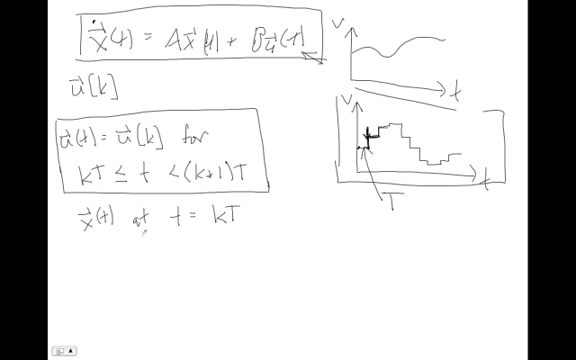 ẋ⃗(t) = Ax⃗(t) + Bu⃗(t)
u⃗[k]
u⃗(t) = u⃗[k] for
kT ≤ t < (k+1)T
x⃗(t) at t = kT
V
t
V
t
T